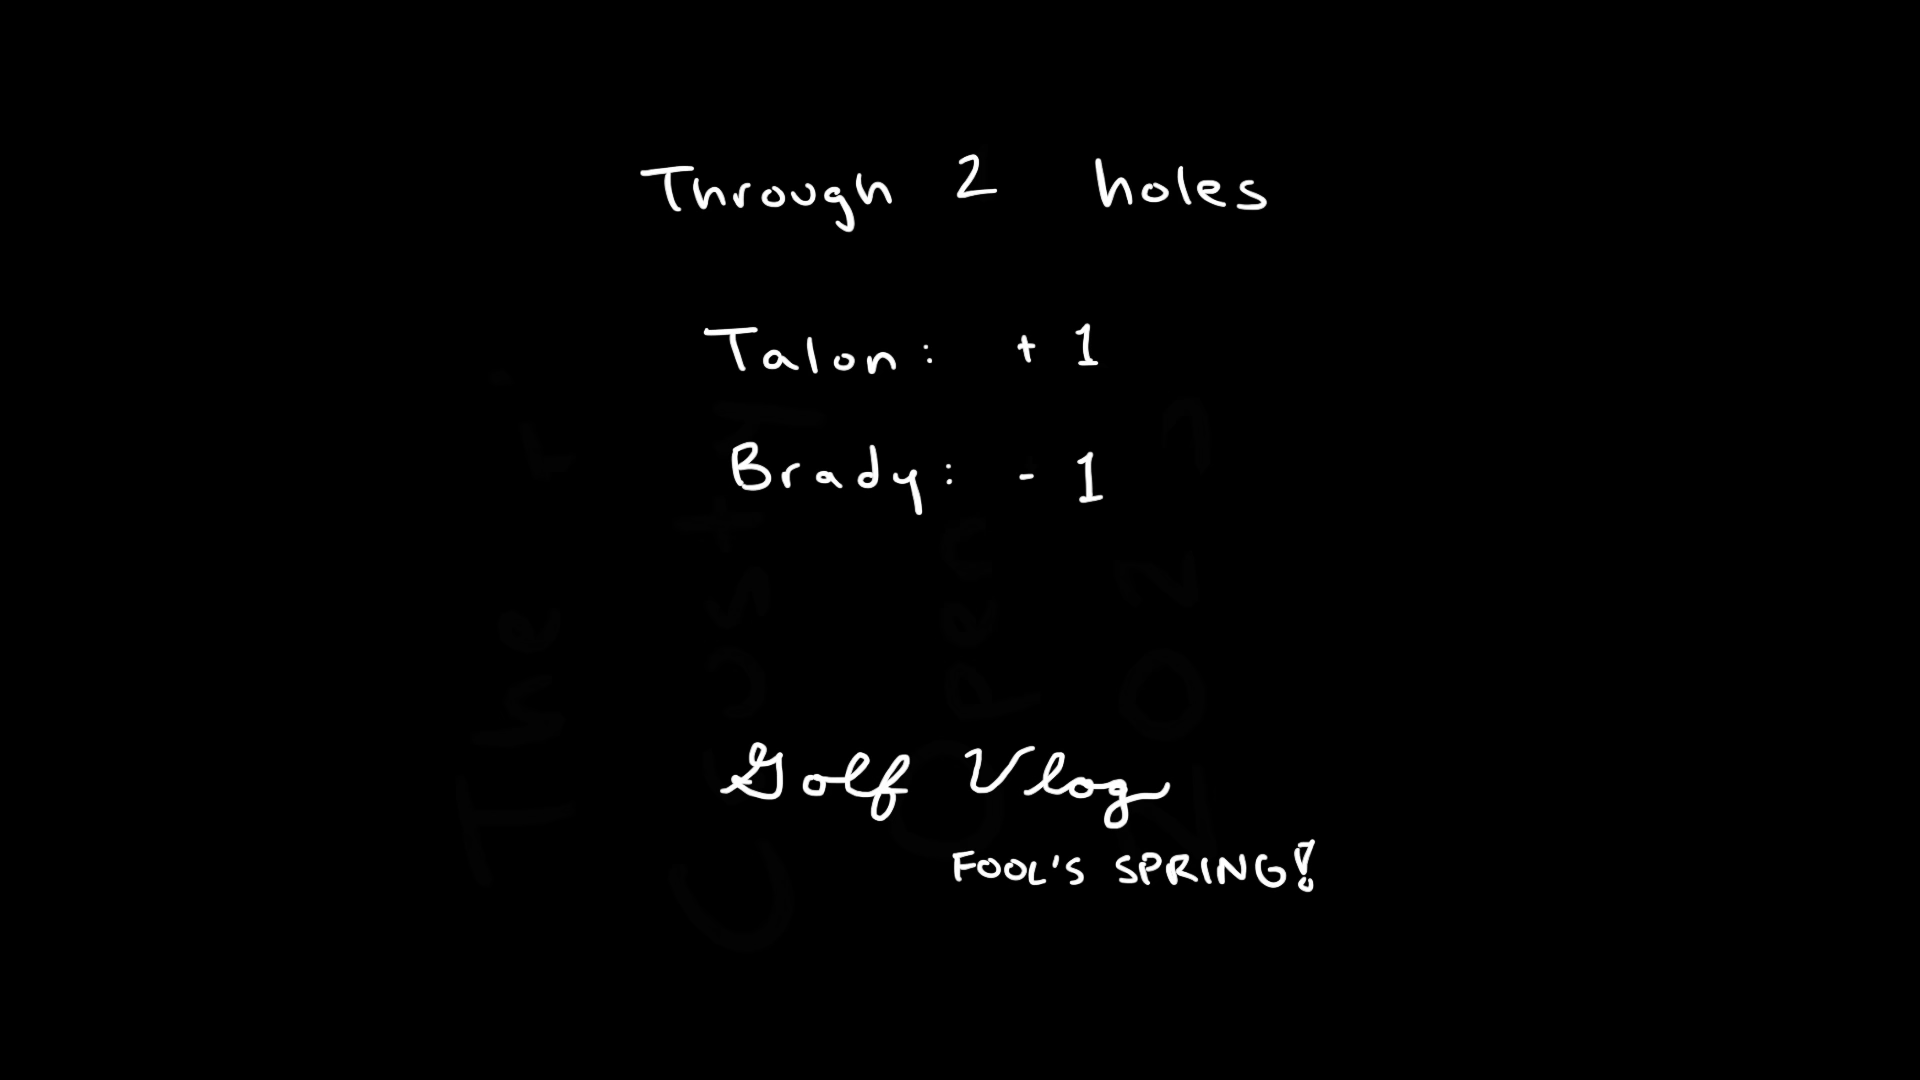 Through 2 holes
Talon: + 1
Brady: - 1
Golf Vlog
FOOL'S SPRING!